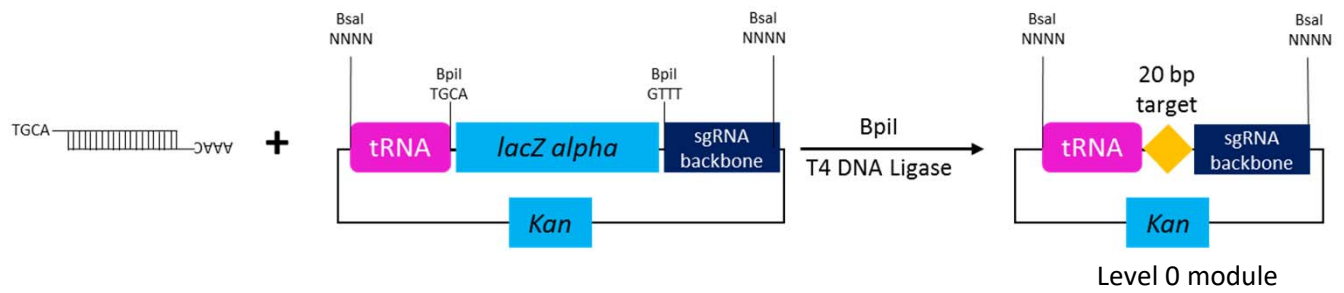 BsaI
NNNN
BpiI
TGCA
BpiI
GTTT
BsaI
NNNN
TGCA
AAAC
+
tRNA
lacZ alpha
sgRNA
backbone
Kan
BpiI
T4 DNA Ligase
BsaI
NNNN
20 bp
target
BsaI
NNNN
tRNA
sgRNA
backbone
Kan
Level 0 module